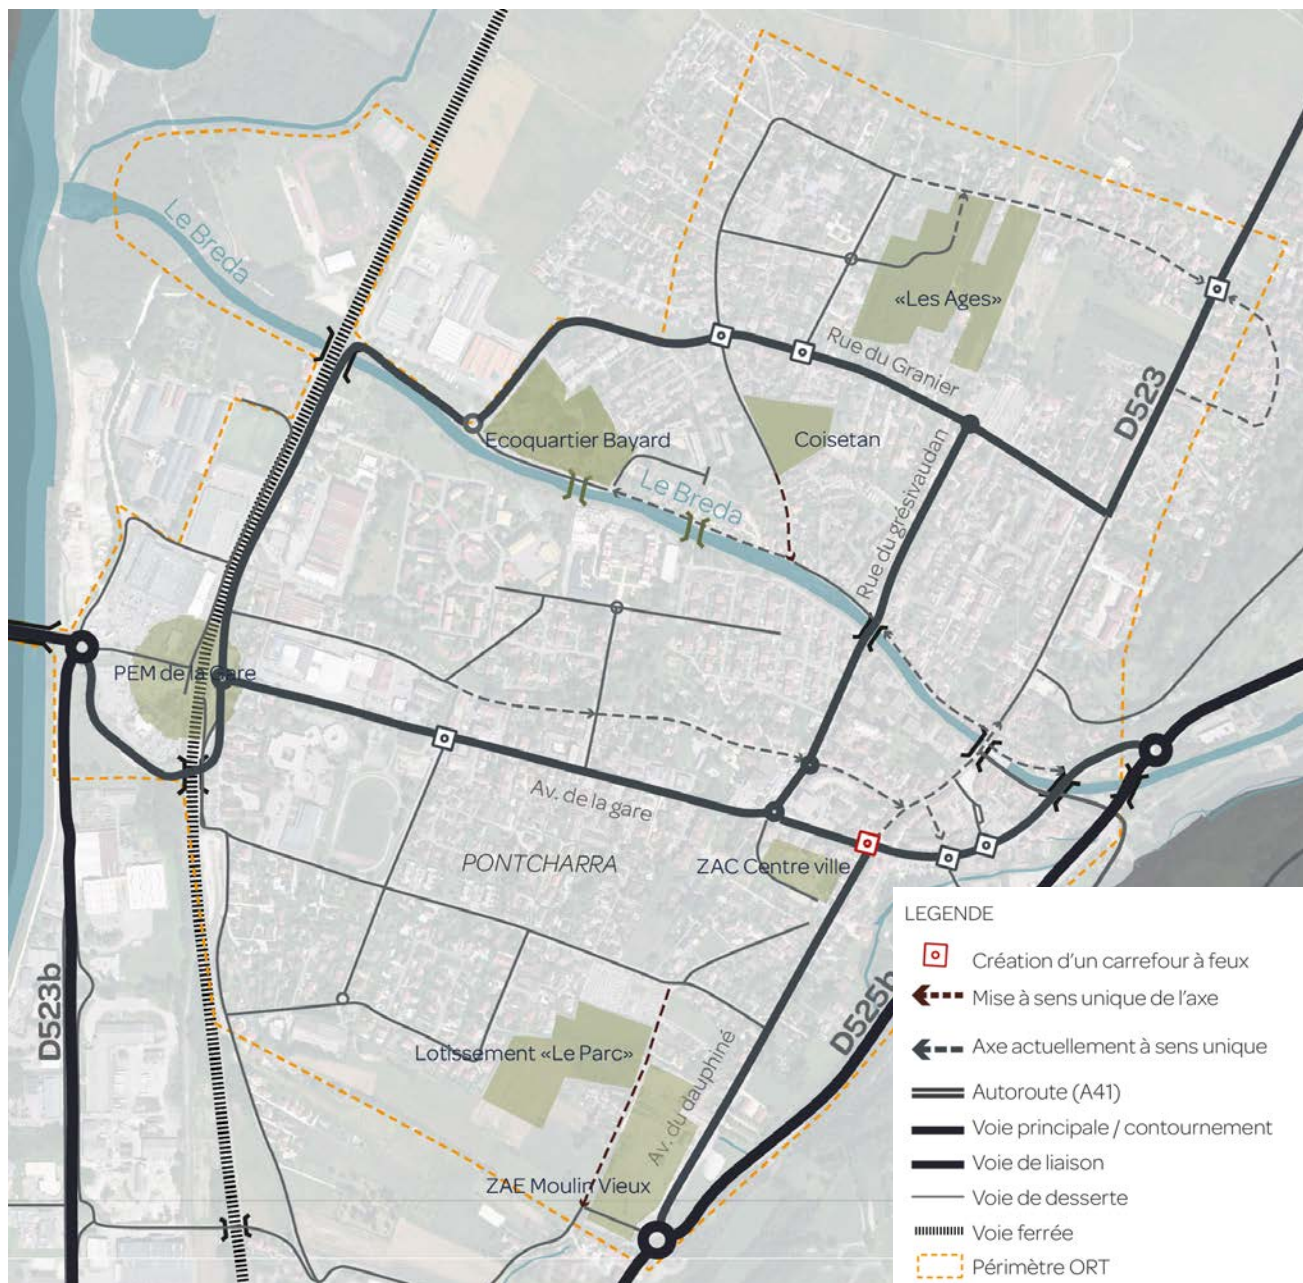 Le Breda
«Les Ages»
Rue du Granier
D523
Ecoquartier Bayard
Coisetan
Le Breda
Rue du grésivaudan
PEM de la Gare
Av. de la gare
PONTCHARRA
ZAC Centre ville
D523b
D525b
Lotissement «Le Parc»
Av. du dauphiné
ZAE Moulin Vieux
LEGENDE
Création d'un carrefour à feux
Mise à sens unique de l'axe
Axe actuellement à sens unique
Autoroute (A41)
Voie principale / contournement
Voie de liaison
Voie de desserte
Voie ferrée
Périmètre ORT